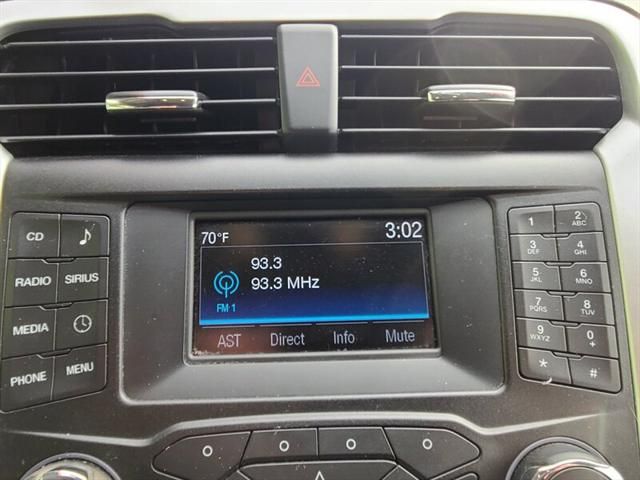 70°F 3:02
93.3
93.3 MHz
FM-1
AST Direct Info Mute
CD
RADIO SIRIUS
MEDIA
PHONE MENU
1 2 ABC
3 DEF 4 GHI
5 JKL 6 MNO
7 PQRS 8 TUV
9 WXYZ 0 +
* #